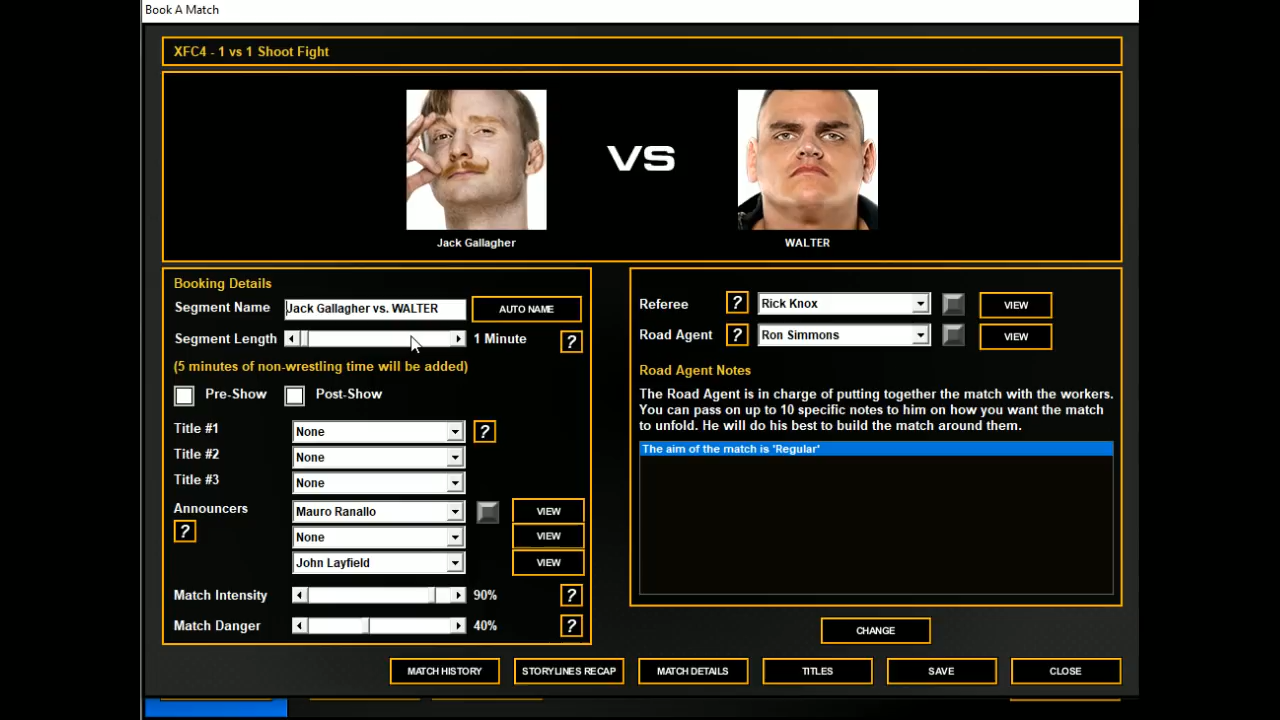 Book A Match
XFC4 - 1 vs 1 Shoot Fight
VS
Jack Gallagher
WALTER
Booking Details
Segment Name
Jack Gallagher vs. WALTER
AUTO NAME
Segment Length
1 Minute
?
(5 minutes of non-wrestling time will be added)
Pre-Show
Post-Show
Title #1
None
?
Title #2
None
Title #3
None
Announcers
Mauro Ranallo
VIEW
?
None
VIEW
John Layfield
VIEW
Match Intensity
90%
?
Match Danger
40%
?
Referee
?
Rick Knox
VIEW
Road Agent
?
Ron Simmons
VIEW
Road Agent Notes
The Road Agent is in charge of putting together the match with the workers.
You can pass on up to 10 specific notes to him on how you want the match
to unfold. He will do his best to build the match around them.
The aim of the match is 'Regular'
CHANGE
MATCH HISTORY
STORYLINES RECAP
MATCH DETAILS
TITLES
SAVE
CLOSE